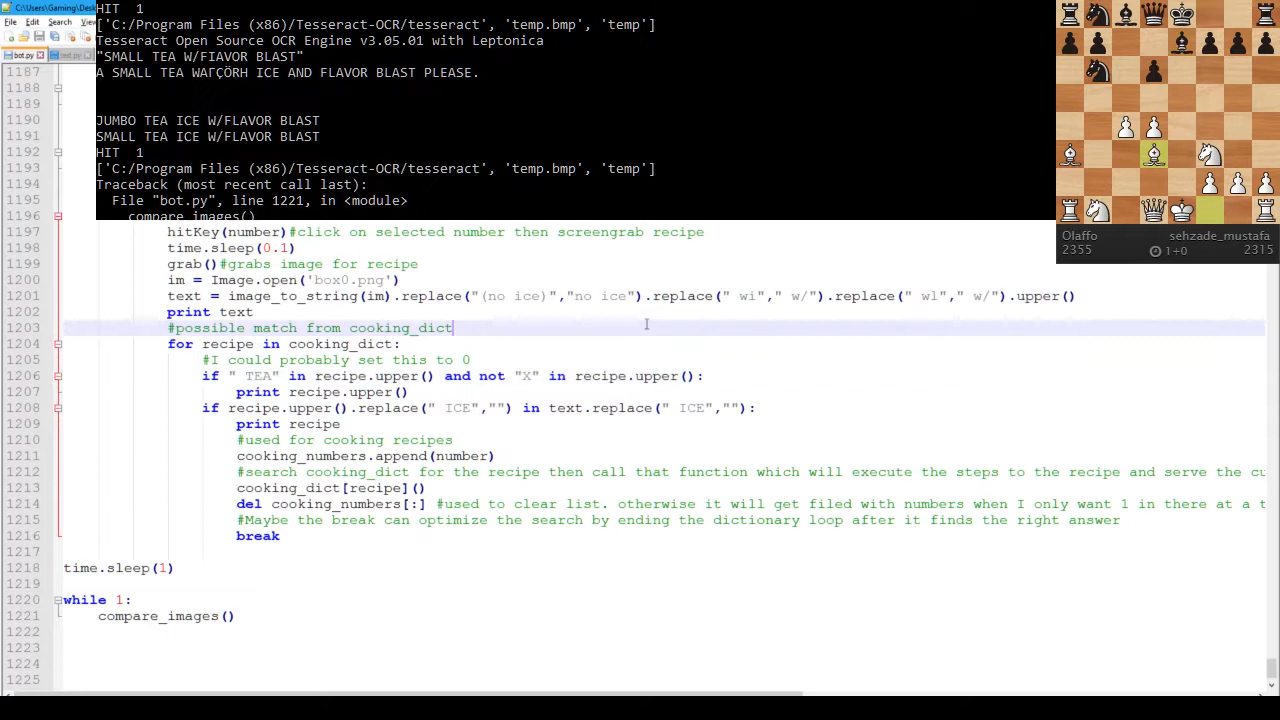 C:\Users\Gaming\Desk
File Edit Search View
bot.py
HIT  1
['C:/Program Files (x86)/Tesseract-OCR/tesseract', 'temp.bmp', 'temp']
Tesseract Open Source OCR Engine v3.05.01 with Leptonica
"SMALL TEA W/FIAVOR BLAST"
A SMALL TEA WAΓÇÖRH ICE AND FLAVOR BLAST PLEASE.
JUMBO TEA ICE W/FLAVOR BLAST
SMALL TEA ICE W/FLAVOR BLAST
HIT  1
['C:/Program Files (x86)/Tesseract-OCR/tesseract', 'temp.bmp', 'temp']
Traceback (most recent call last):
File "bot.py", line 1221, in <module>
compare_images()
Olaffo sehzade_mustafa
2355 1+0 2315
1187
1188
1189
1190
1191
1192
1193
1194
1195
1196
1197 hitKey(number)#click on selected number then screengrab recipe
1198 time.sleep(0.1)
1199 grab()#grabs image for recipe
1200 im = Image.open('box0.png')
1201 text = image_to_string(im).replace("(no ice)","no ice").replace(" wi"," w/").replace(" wl"," w/").upper()
1202 print text
1203 #possible match from cooking_dict
1204 for recipe in cooking_dict:
1205 #I could probably set this to 0
1206 if " TEA" in recipe.upper() and not "X" in recipe.upper():
1207 print recipe.upper()
1208 if recipe.upper().replace(" ICE","") in text.replace(" ICE",""):
1209 print recipe
1210 #used for cooking recipes
1211 cooking_numbers.append(number)
1212 #search cooking_dict for the recipe then call that function which will execute the steps to the recipe and serve the cu
1213 cooking_dict[recipe]()
1214 del cooking_numbers[:] #used to clear list. otherwise it will get filed with numbers when I only want 1 in there at a t
1215 #Maybe the break can optimize the search by ending the dictionary loop after it finds the right answer
1216 break
1217
1218 time.sleep(1)
1219
1220 while 1:
1221 compare_images()
1222
1223
1224
1225